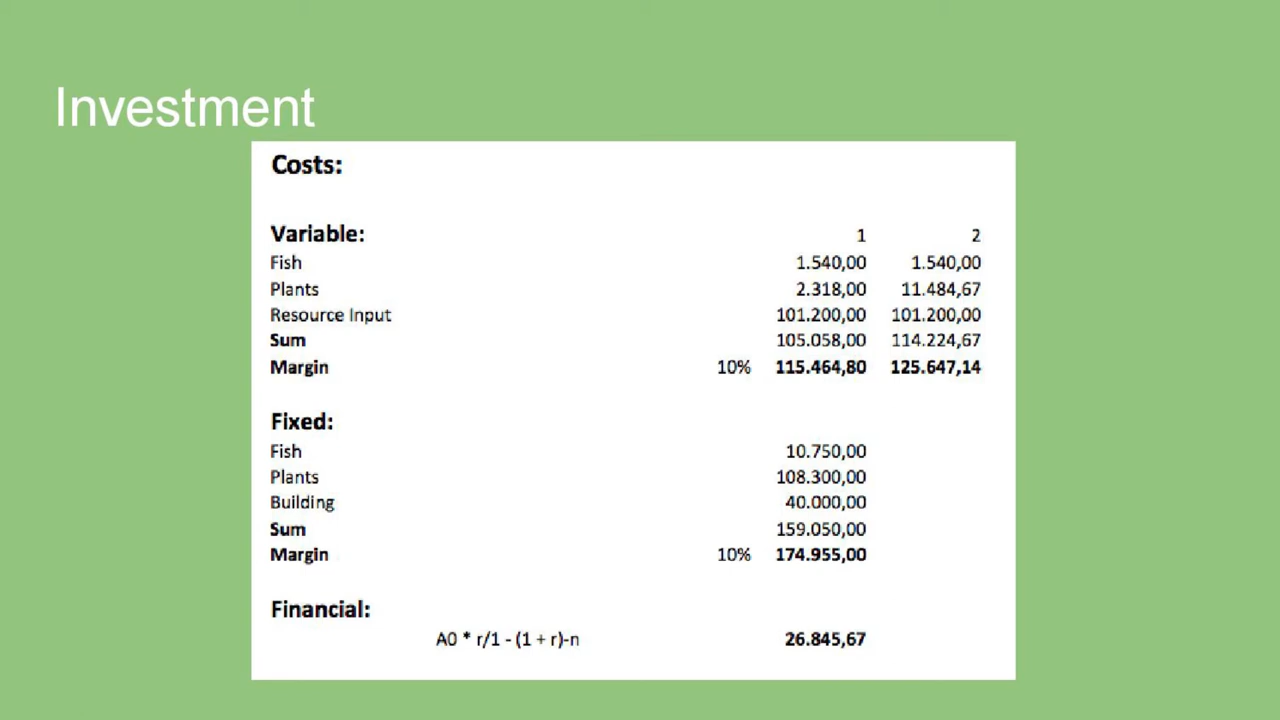 Investment
Costs:
Variable: 1 2
Fish 1.540,00 1.540,00
Plants 2.318,00 11.484,67
Resource Input 101.200,00 101.200,00
Sum 105.058,00 114.224,67
Margin 10% 115.464,80 125.647,14
Fixed:
Fish 10.750,00
Plants 108.300,00
Building 40.000,00
Sum 159.050,00
Margin 10% 174.955,00
Financial:
A0 * r/1 - (1 + r)-n 26.845,67